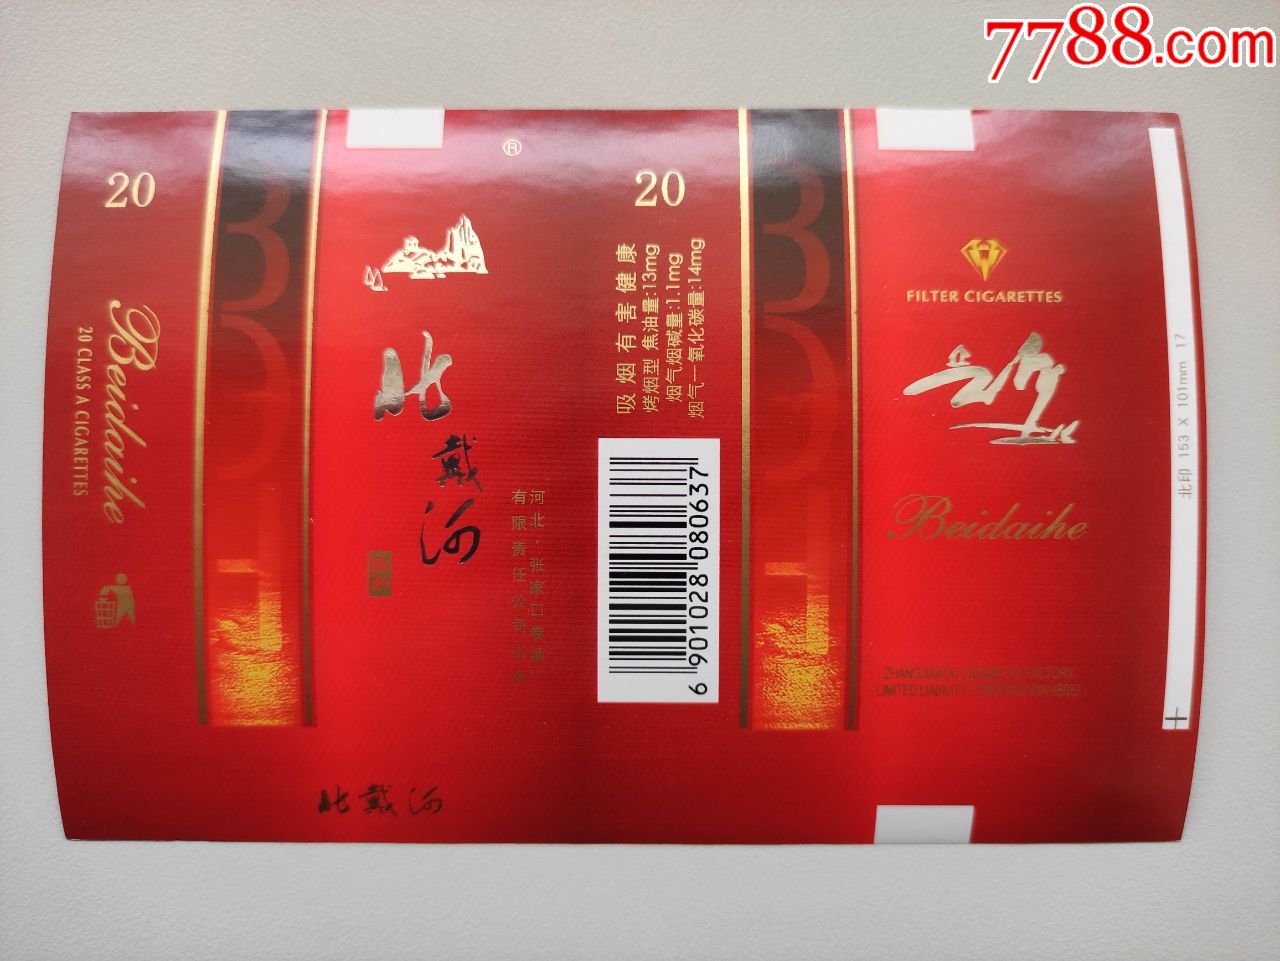 7788.com
20
Beidaihe
20 CLASS A CIGARETTES
®
北
戴
河
北戴河
河北·张家口卷烟厂
有限责任公司出品
20
吸烟有害健康
烤烟型 焦油量:13mg
烟气烟碱量:1.1mg
烟气一氧化碳量:14mg
6 901028 080637
FILTER CIGARETTES
Beidaihe
ZHANGJIAKOU CIGARETTE FACTORY
LIMITED LIABILITY CORPORATION HEBEI
北印 153 X 101mm 17